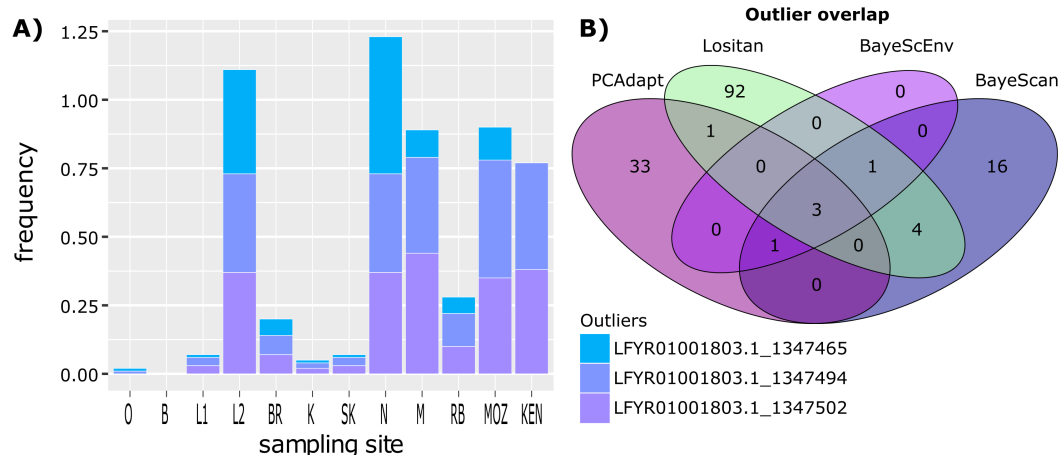 A)
1.25
1.00
0.75
0.50
0.25
0.00
frequency
O B L1 L2 BR K SK N M RB MOZ KEN
sampling site
B)
Outlier overlap
Lositan BayeScEnv
PCAdapt BayeScan
92 0
1 0 0
33 0 1 16
3
0 1 0 4
0
Outliers
LFYR01001803.1_1347465
LFYR01001803.1_1347494
LFYR01001803.1_1347502